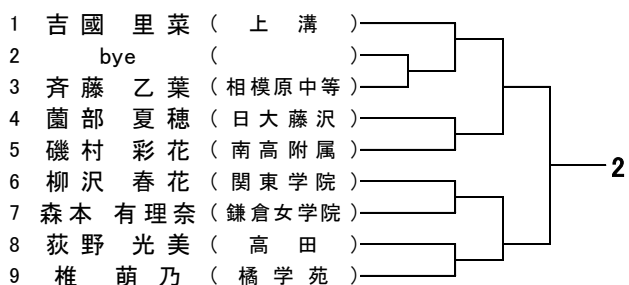 1 吉國 里菜 (上溝)
2 bye ( )
3 斉藤 乙葉 (相模原中等)
4 薗部 夏穂 (日大藤沢)
5 磯村 彩花 (南高附属)
6 柳沢 春花 (関東学院)
7 森本 有理奈 (鎌倉女学院)
8 荻野 光美 (高田)
9 椎 萌乃 (橘学苑)
2